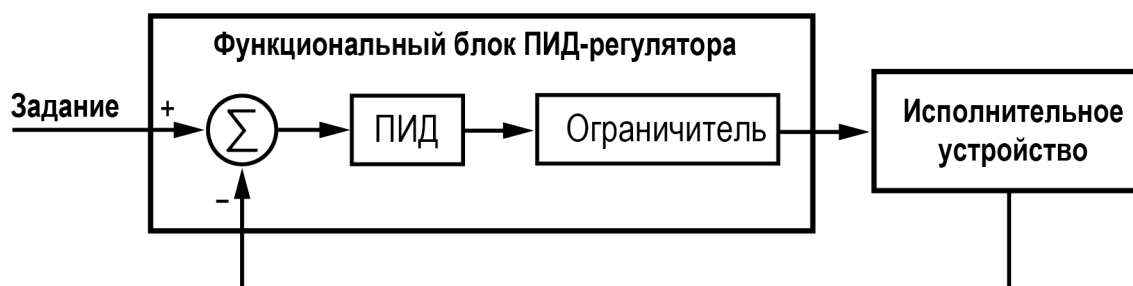 Функциональный блок ПИД-регулятора
Задание
+
∑
ПИД
Ограничитель
Исполнительное
устройство
–